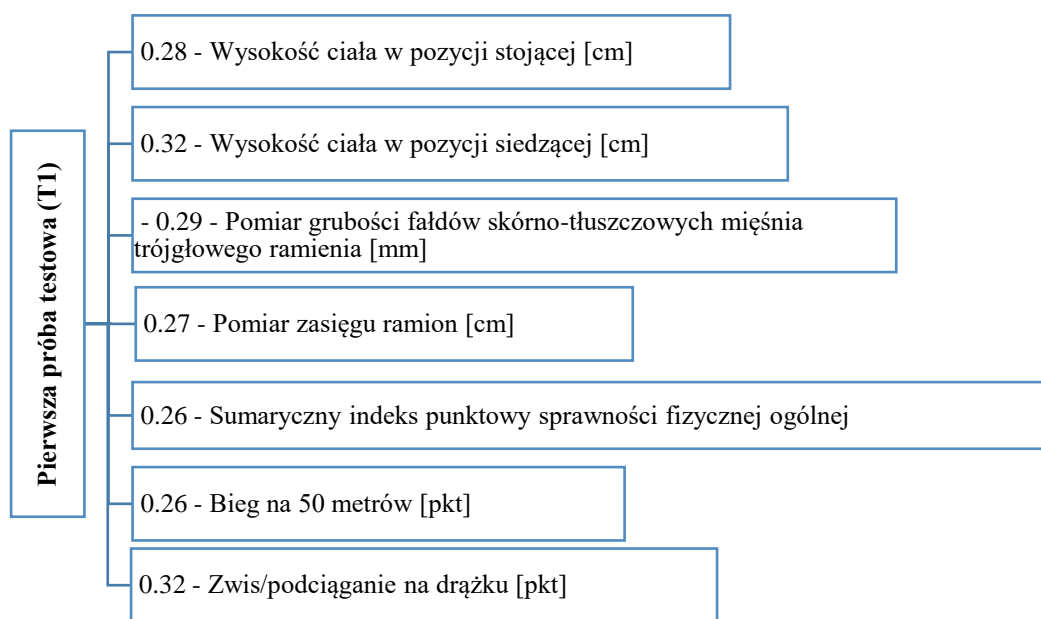 Pierwsza próba testowa (T1)
0.28 - Wysokość ciała w pozycji stojącej [cm]
0.32 - Wysokość ciała w pozycji siedzącej [cm]
- 0.29 - Pomiar grubości fałdów skórno-tłuszczowych mięśnia
trójgłowego ramienia [mm]
0.27 - Pomiar zasięgu ramion [cm]
0.26 - Sumaryczny indeks punktowy sprawności fizycznej ogólnej
0.26 - Bieg na 50 metrów [pkt]
0.32 - Zwis/podciąganie na drążku [pkt]